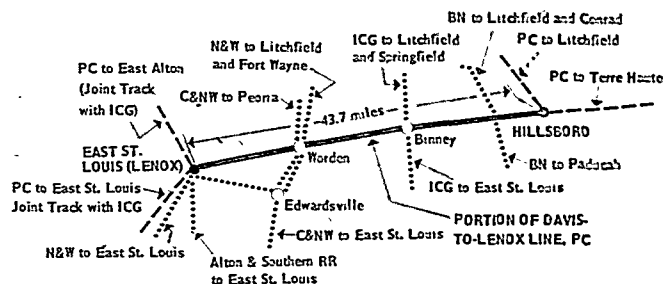 BN to Litchfield and Conrad
PC to Litchfield
N&W to Litchfield
and Fort Wayne
ICG to Litchfield
and Springfield
PC to East Alton
(Joint Track
with ICG)
C&NW to Peoria
PC to Terre Haute
43.7 miles
HILLSBORO
EAST ST.
LOUIS (LENOX)
Worden
Binney
BN to Paducah
PC to East St. Louis
Joint Track with ICG
ICG to East St. Louis
Edwardsville
PORTION OF DAVIS-
TO-LENOX LINE, PC
N&W to East St. Louis
C&NW to East St. Louis
Alton & Southern RR
to East St. Louis